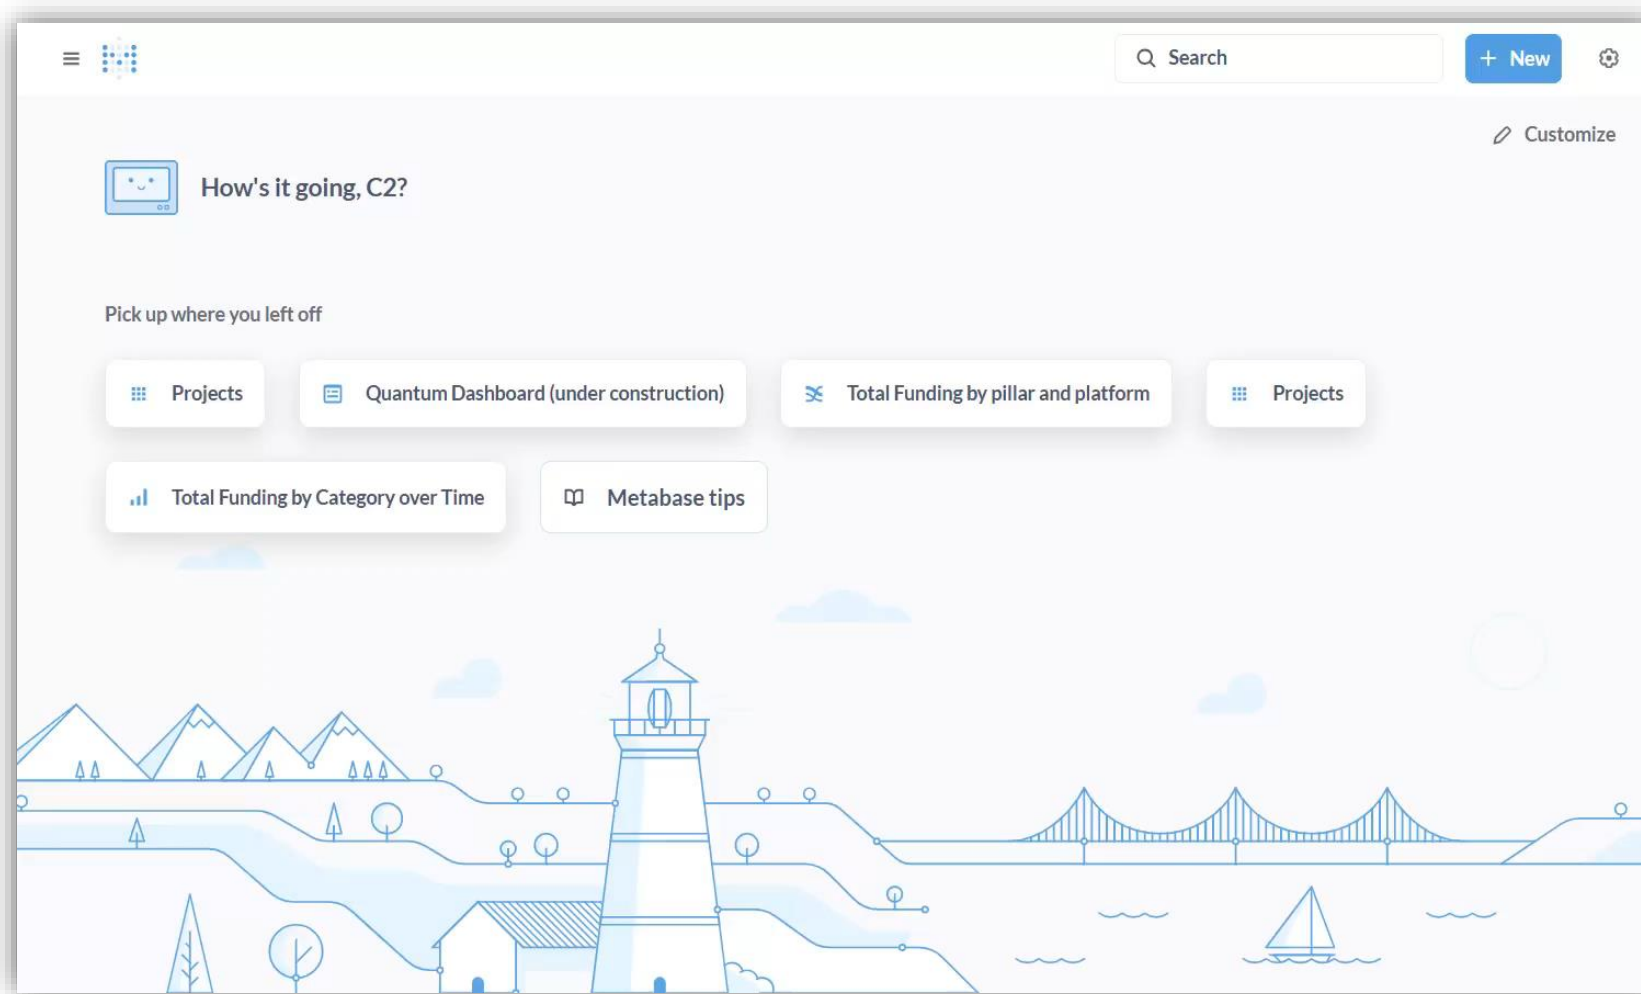 Search
+ New
Customize
How's it going, C2?
Pick up where you left off
Projects
Quantum Dashboard (under construction)
Total Funding by pillar and platform
Projects
Total Funding by Category over Time
Metabase tips